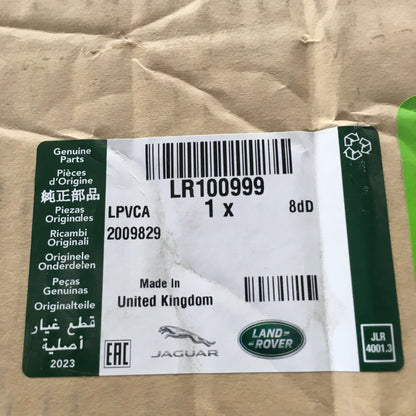 Genuine
Parts
Pièces
d'Origine
純正部品
Piezas
Originales
Ricambi
Originali
Originele
Onderdelen
Peças
Genuínas
Originalteile
قطع غيار
أصلية
2023
LR100999
1 x
8dD
LPVCA
2009829
Made In
United Kingdom
EAC
JAGUAR
LAND-
ROVER
JLR
4001.3